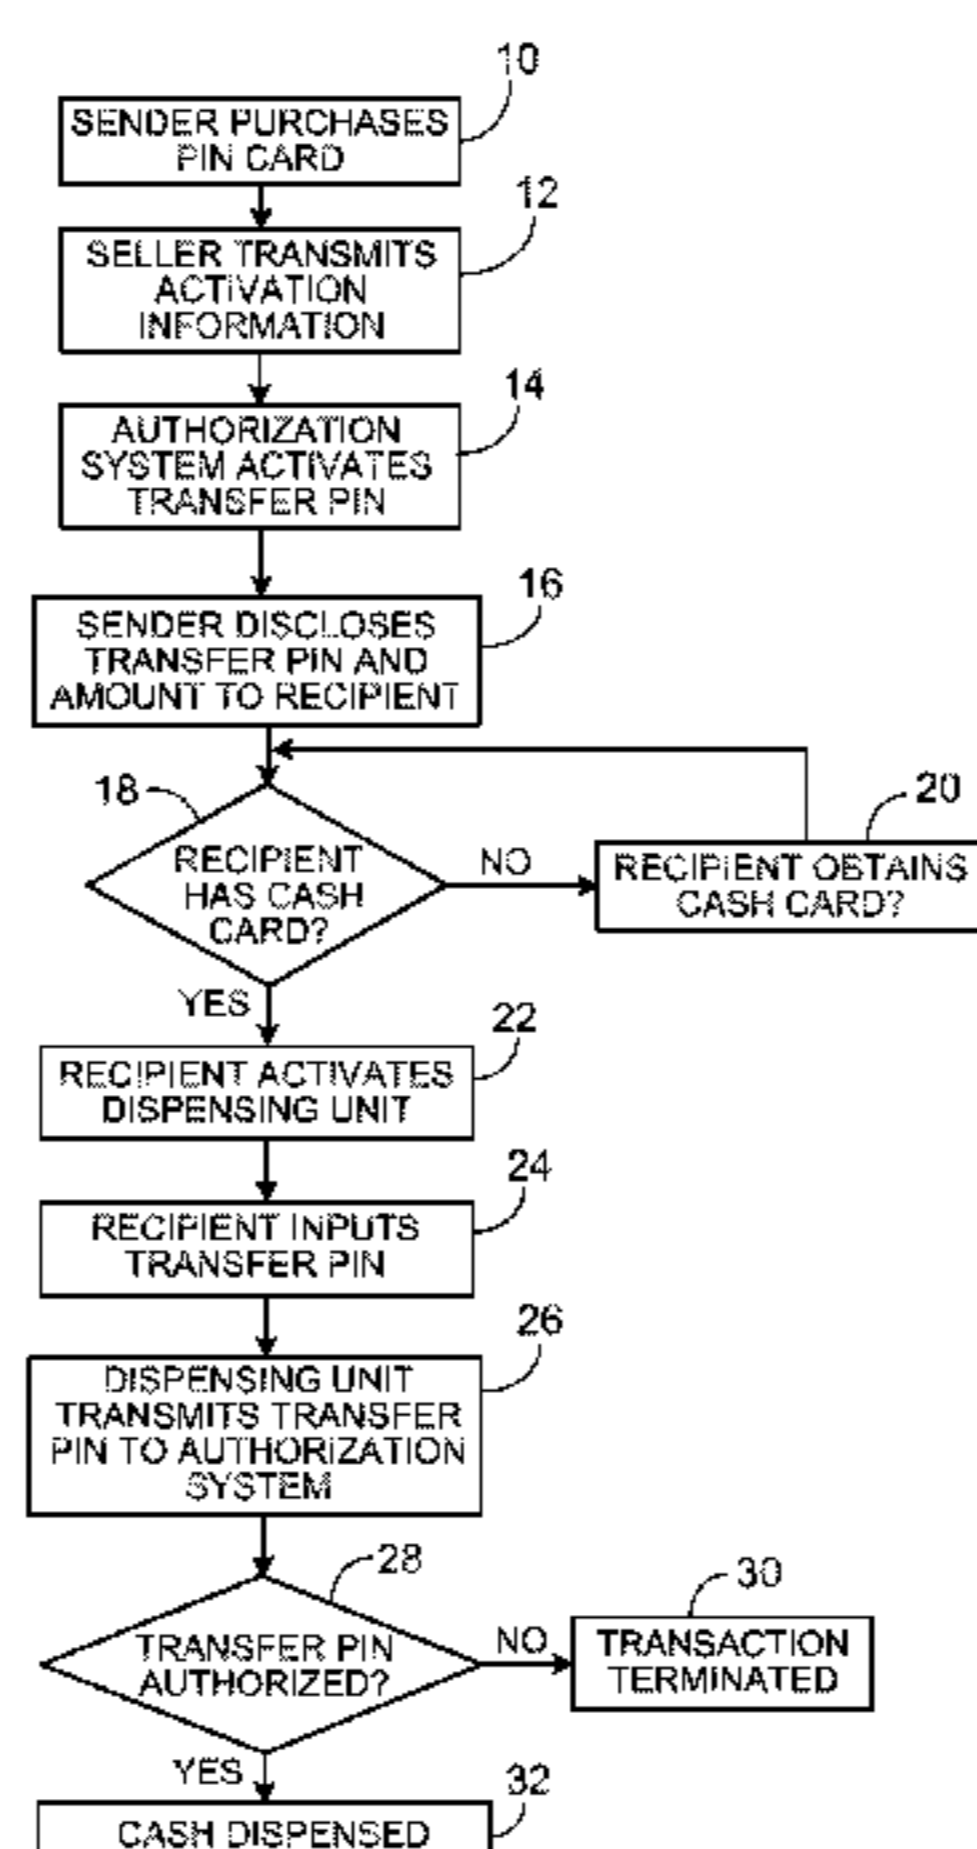 10
SENDER PURCHASES
PIN CARD
12
SELLER TRANSMITS
ACTIVATION
INFORMATION
14
AUTHORIZATION
SYSTEM ACTIVATES
TRANSFER PIN
16
SENDER DISCLOSES
TRANSFER PIN AND
AMOUNT TO RECIPIENT
18
RECIPIENT
HAS CASH
CARD?
NO
20
RECIPIENT OBTAINS
CASH CARD?
YES
22
RECIPIENT ACTIVATES
DISPENSING UNIT
24
RECIPIENT INPUTS
TRANSFER PIN
26
DISPENSING UNIT
TRANSMITS TRANSFER
PIN TO AUTHORIZATION
SYSTEM
28
TRANSFER PIN
AUTHORIZED?
NO
30
TRANSACTION
TERMINATED
YES
32
CASH DISPENSED